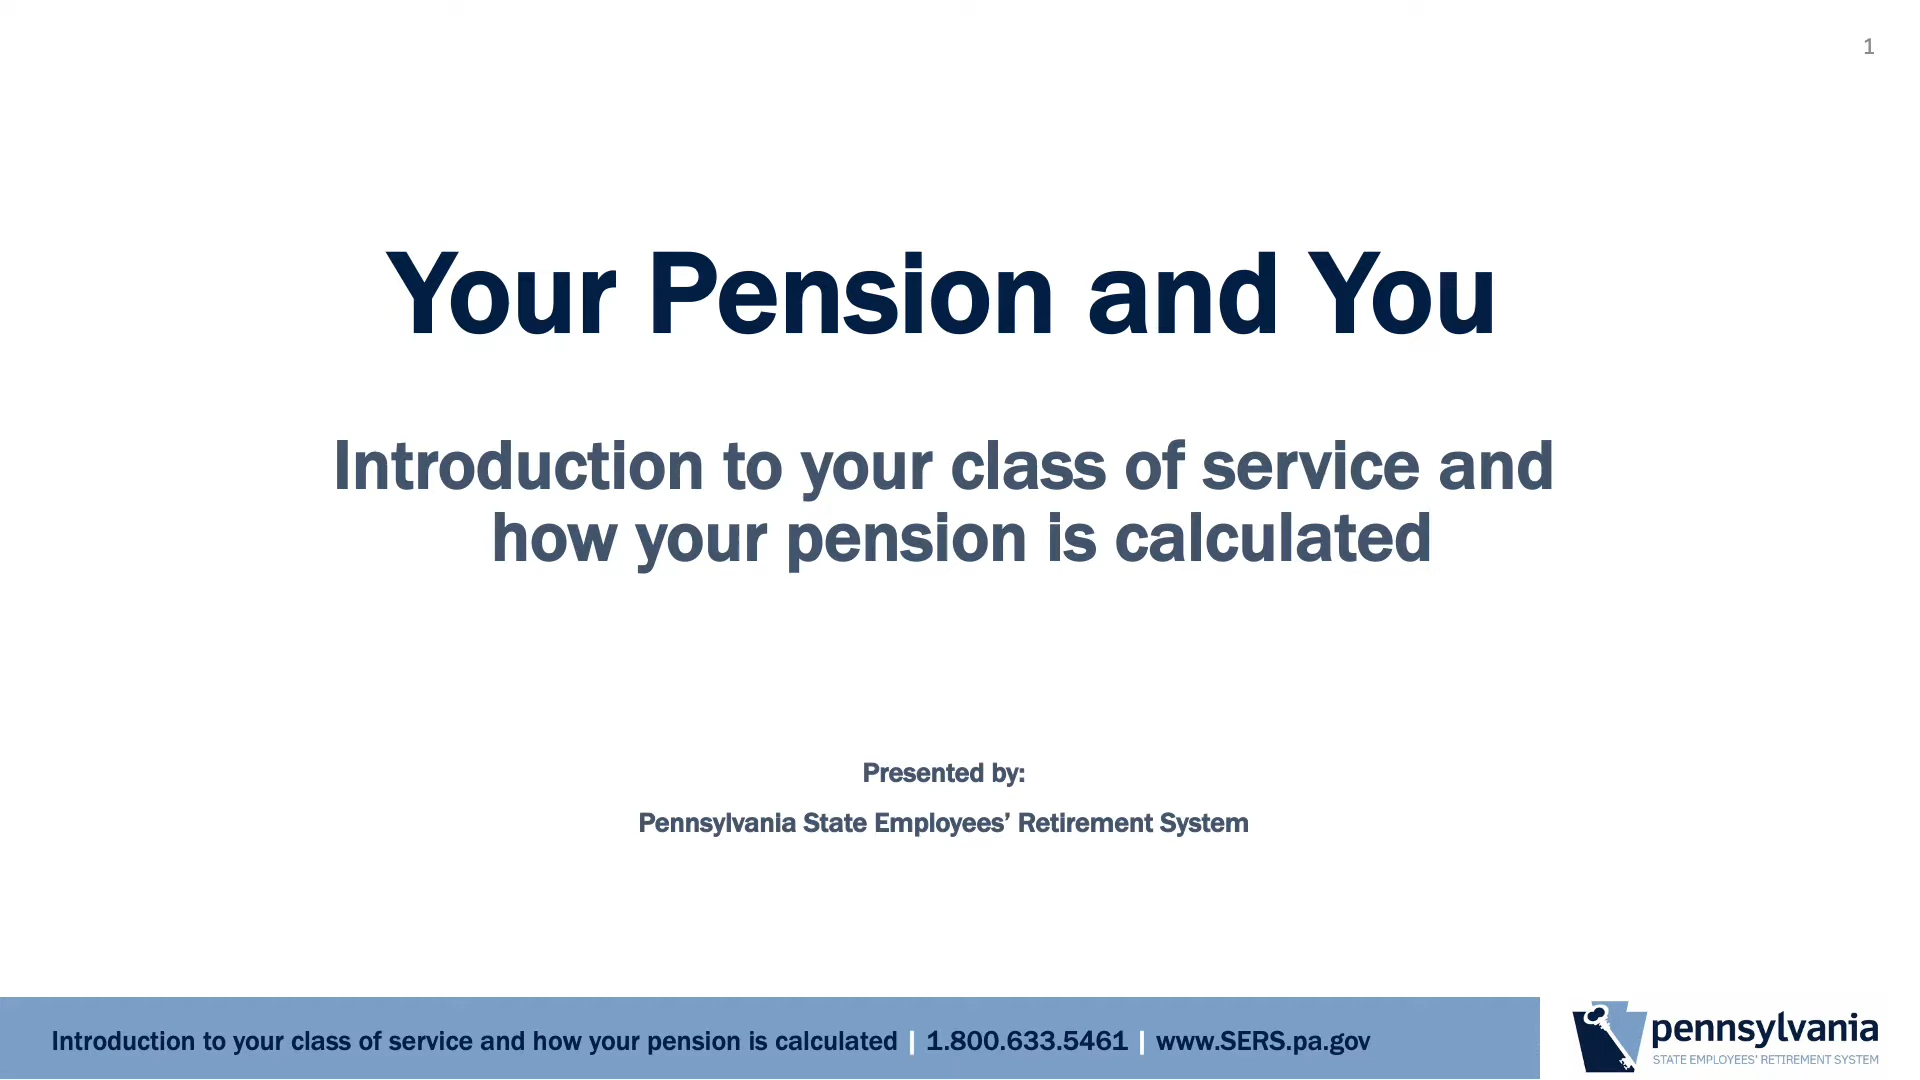 1
Your Pension and You
Introduction to your class of service and
how your pension is calculated
Presented by:
Pennsylvania State Employees’ Retirement System
Introduction to your class of service and how your pension is calculated | 1.800.633.5461 | www.SERS.pa.gov
pennsylvania
STATE EMPLOYEES' RETIREMENT SYSTEM